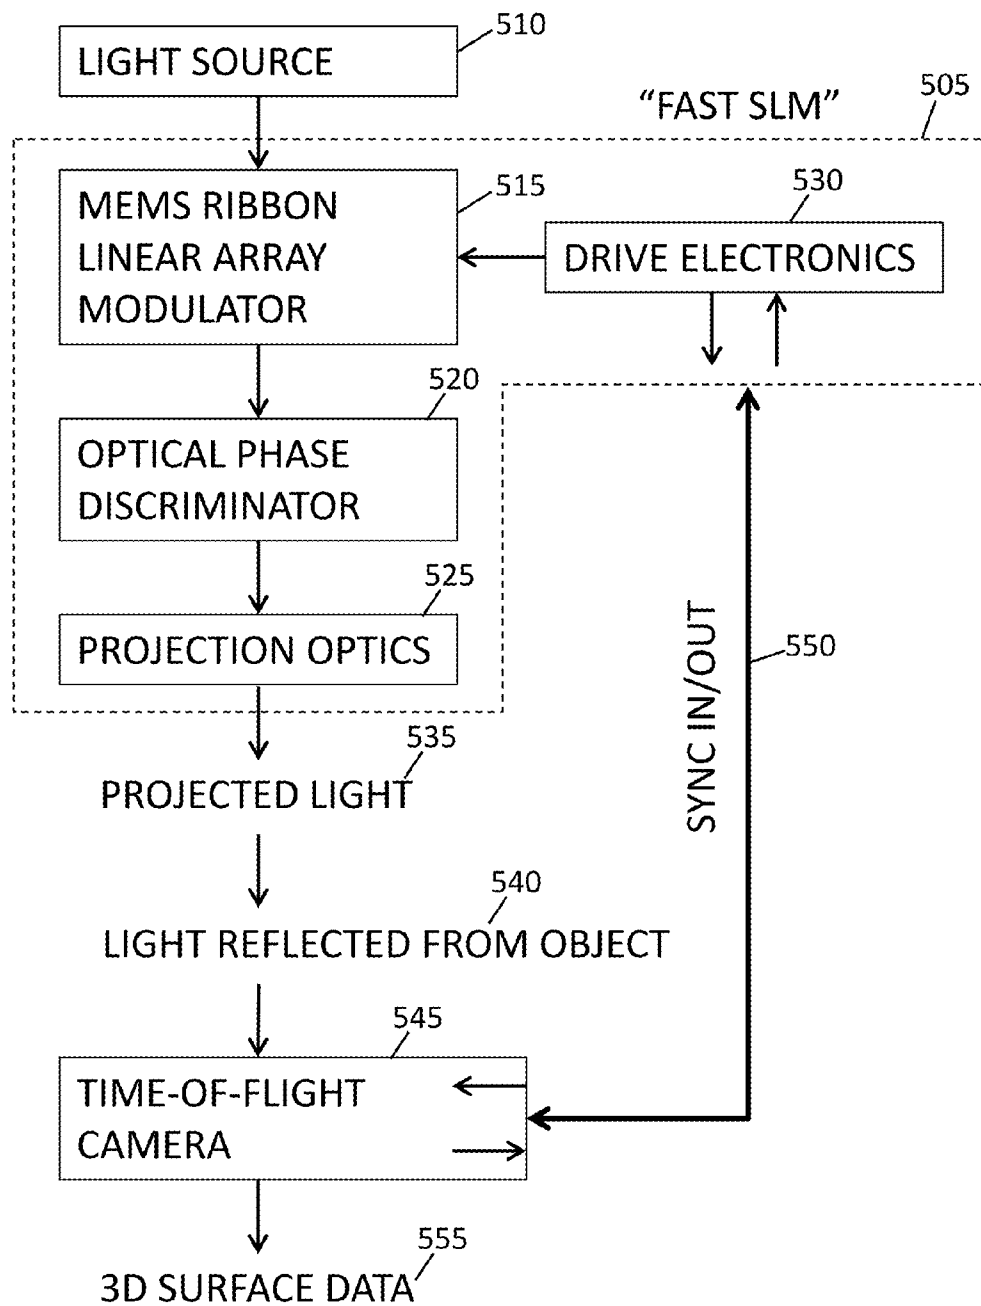 510
LIGHT SOURCE
505
“FAST SLM”
515
MEMS RIBBON
LINEAR ARRAY
MODULATOR
530
DRIVE ELECTRONICS
520
OPTICAL PHASE
DISCRIMINATOR
525
PROJECTION OPTICS
535
PROJECTED LIGHT
SYNC IN/OUT
550
540
LIGHT REFLECTED FROM OBJECT
545
TIME-OF-FLIGHT
CAMERA
555
3D SURFACE DATA